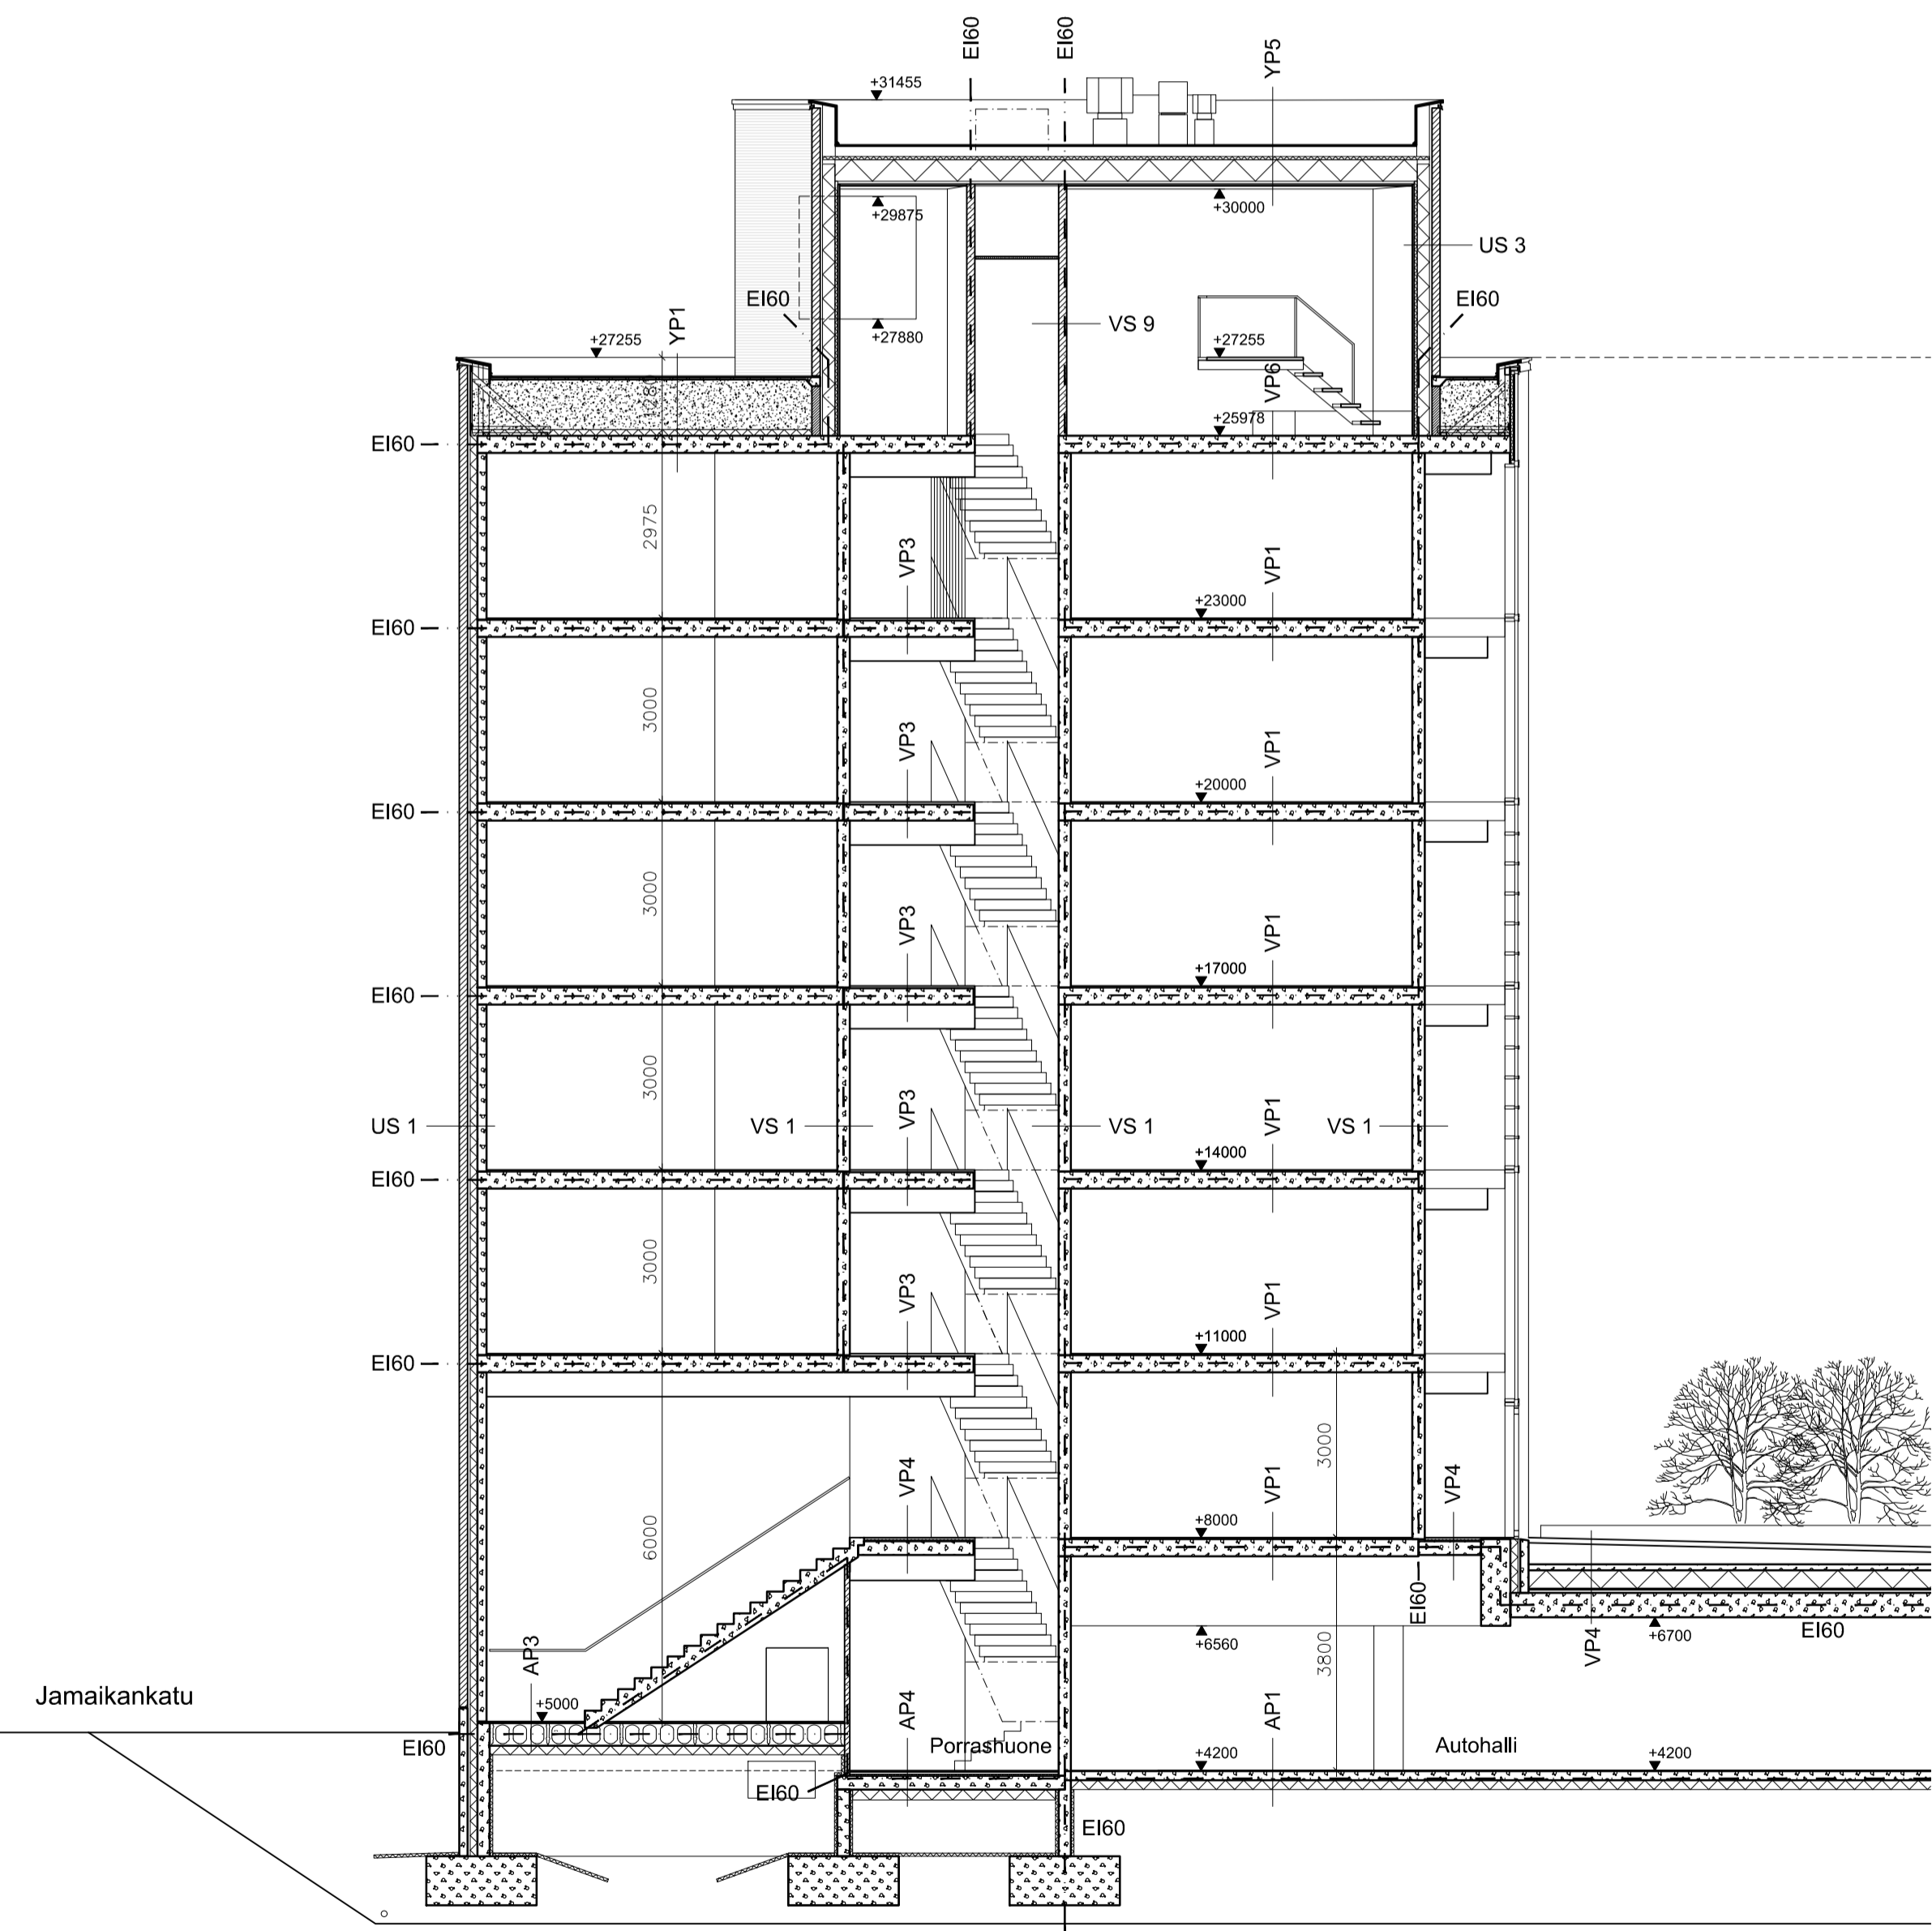 EI60
EI60
YP5
+31455
+29875
+30000
US 3
EI60
EI60
YP1
VS 9
+27880
+27255
+27255
VP6
1280
+25978
EI60
2975
VP3
VP1
+23000
EI60
3000
VP3
VP1
+20000
EI60
3000
VP3
VP1
+17000
EI60
3000
US 1
VS 1
VP3
VS 1
VP1
VS 1
+14000
EI60
3000
VP3
VP1
+11000
EI60
3000
VP4
VP1
VP4
+8000
6000
EI60
AP3
+6560
3800
VP4
+6700
EI60
Jamaikankatu
+5000
AP4
AP1
EI60
Porrashuone
Autohalli
+4200
+4200
EI60
EI60